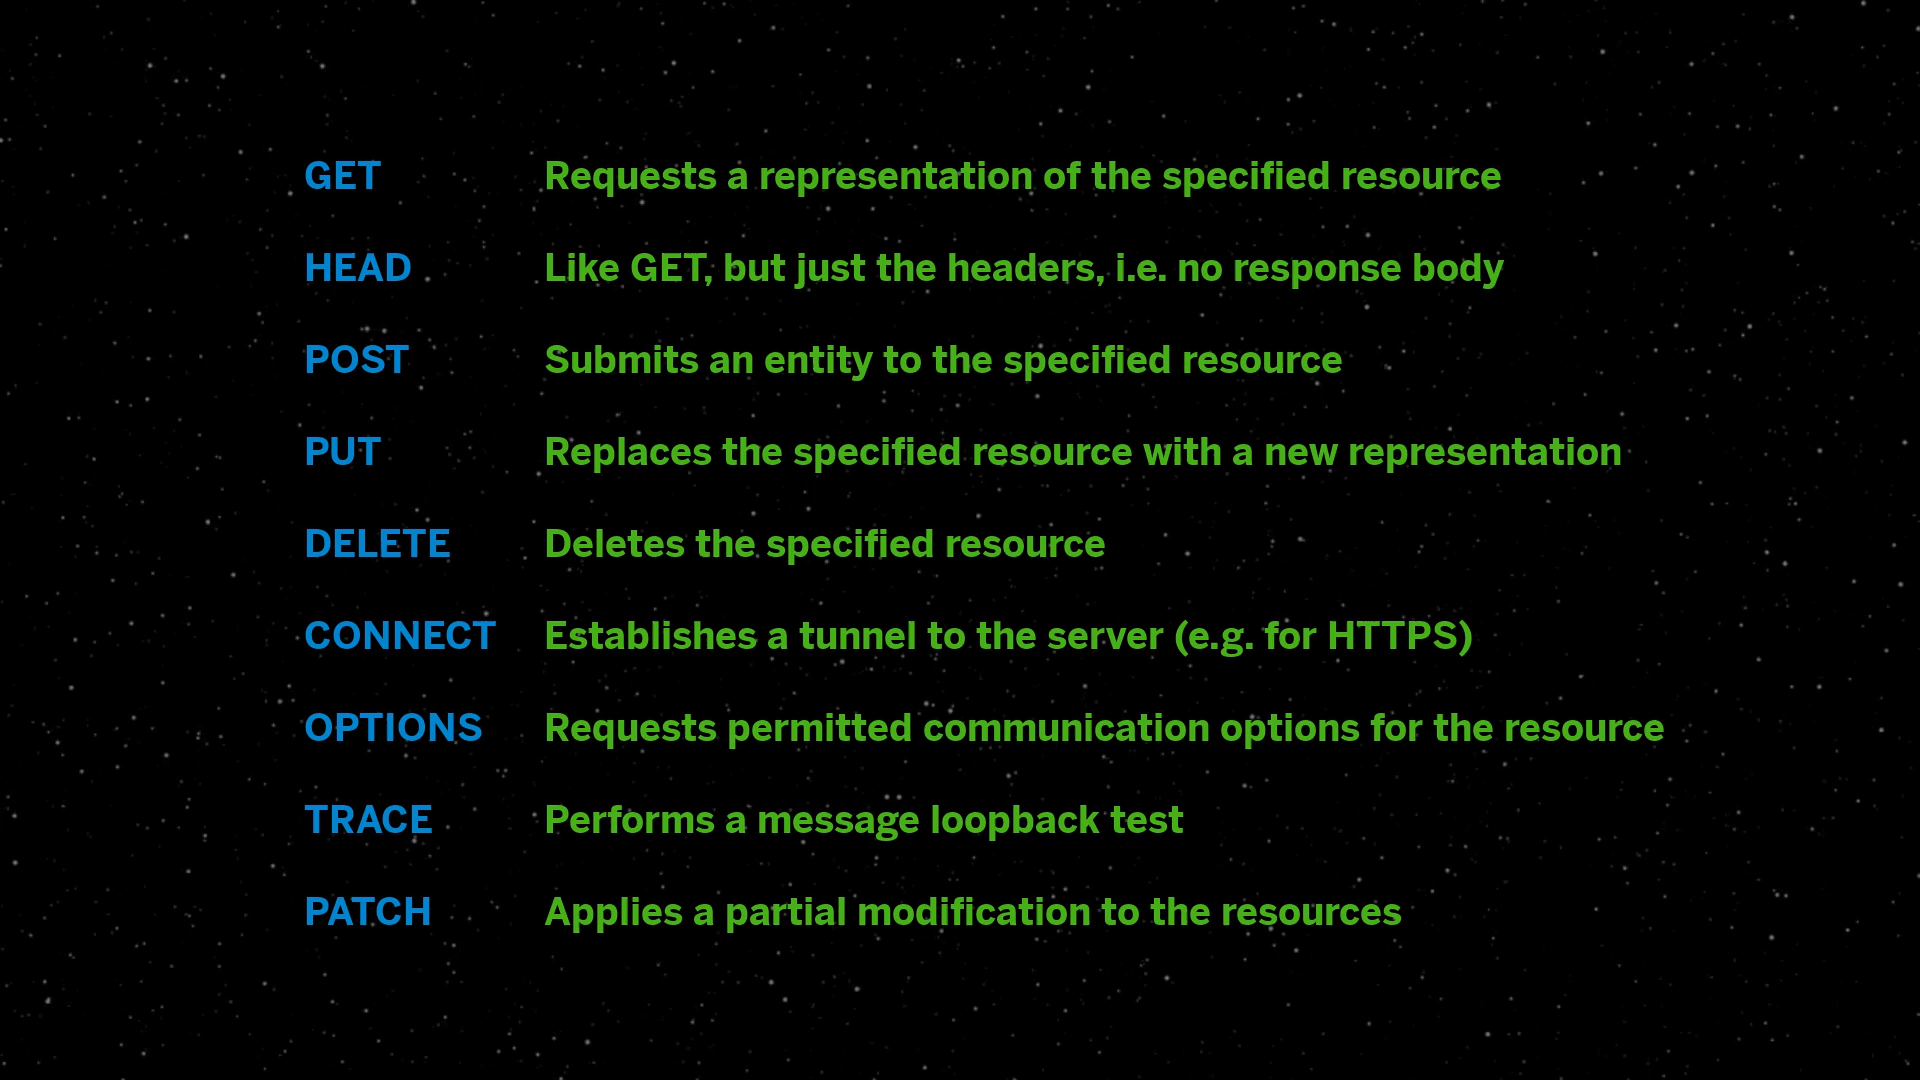 GET Requests a representation of the specified resource
HEAD Like GET, but just the headers, i.e. no response body
POST Submits an entity to the specified resource
PUT Replaces the specified resource with a new representation
DELETE Deletes the specified resource
CONNECT Establishes a tunnel to the server (e.g. for HTTPS)
OPTIONS Requests permitted communication options for the resource
TRACE Performs a message loopback test
PATCH Applies a partial modification to the resources